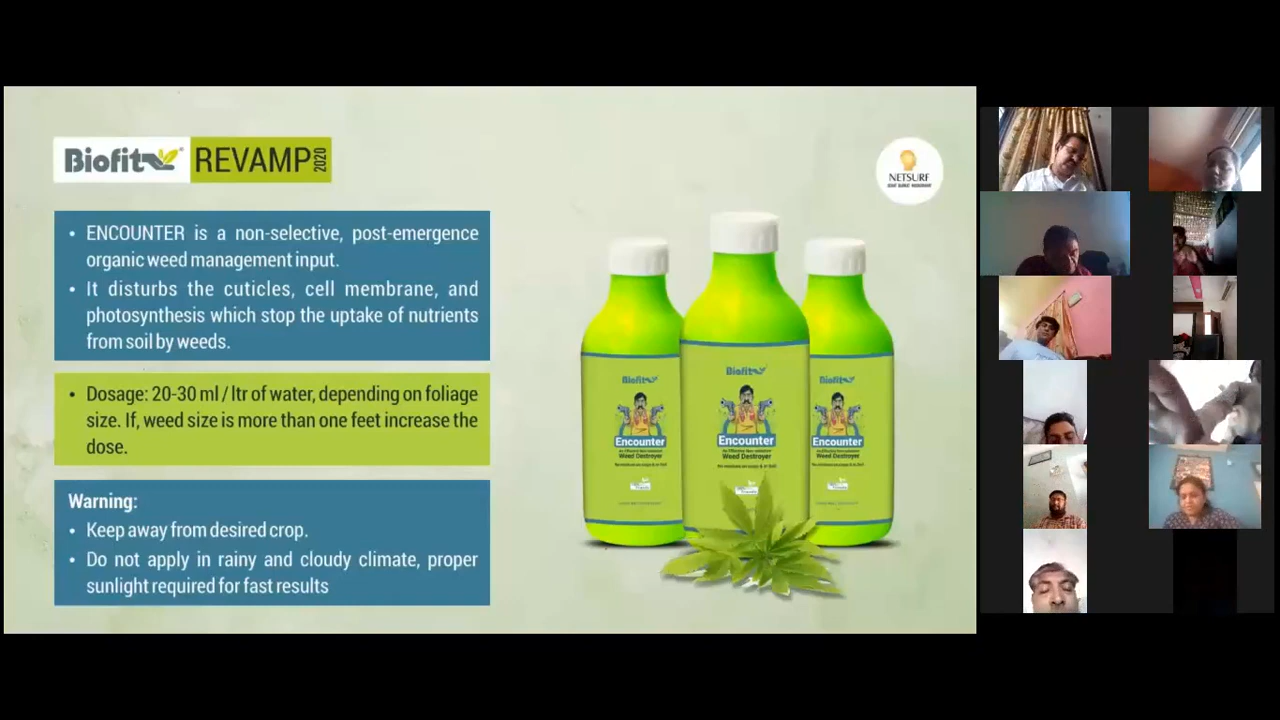 Biofit REVAMP 2020
NETSURF
• ENCOUNTER is a non-selective, post-emergence
organic weed management input.
• It disturbs the cuticles, cell membrane, and
photosynthesis which stop the uptake of nutrients
from soil by weeds.
• Dosage: 20-30 ml / ltr of water, depending on foliage
size. If, weed size is more than one feet increase the
dose.
Warning:
• Keep away from desired crop.
• Do not apply in rainy and cloudy climate, proper
sunlight required for fast results
Biofit
Encounter
Weed Destroyer
Biofit
Encounter
An Effective Non-selective
Weed Destroyer
Biofit
Encounter
Weed Destroyer